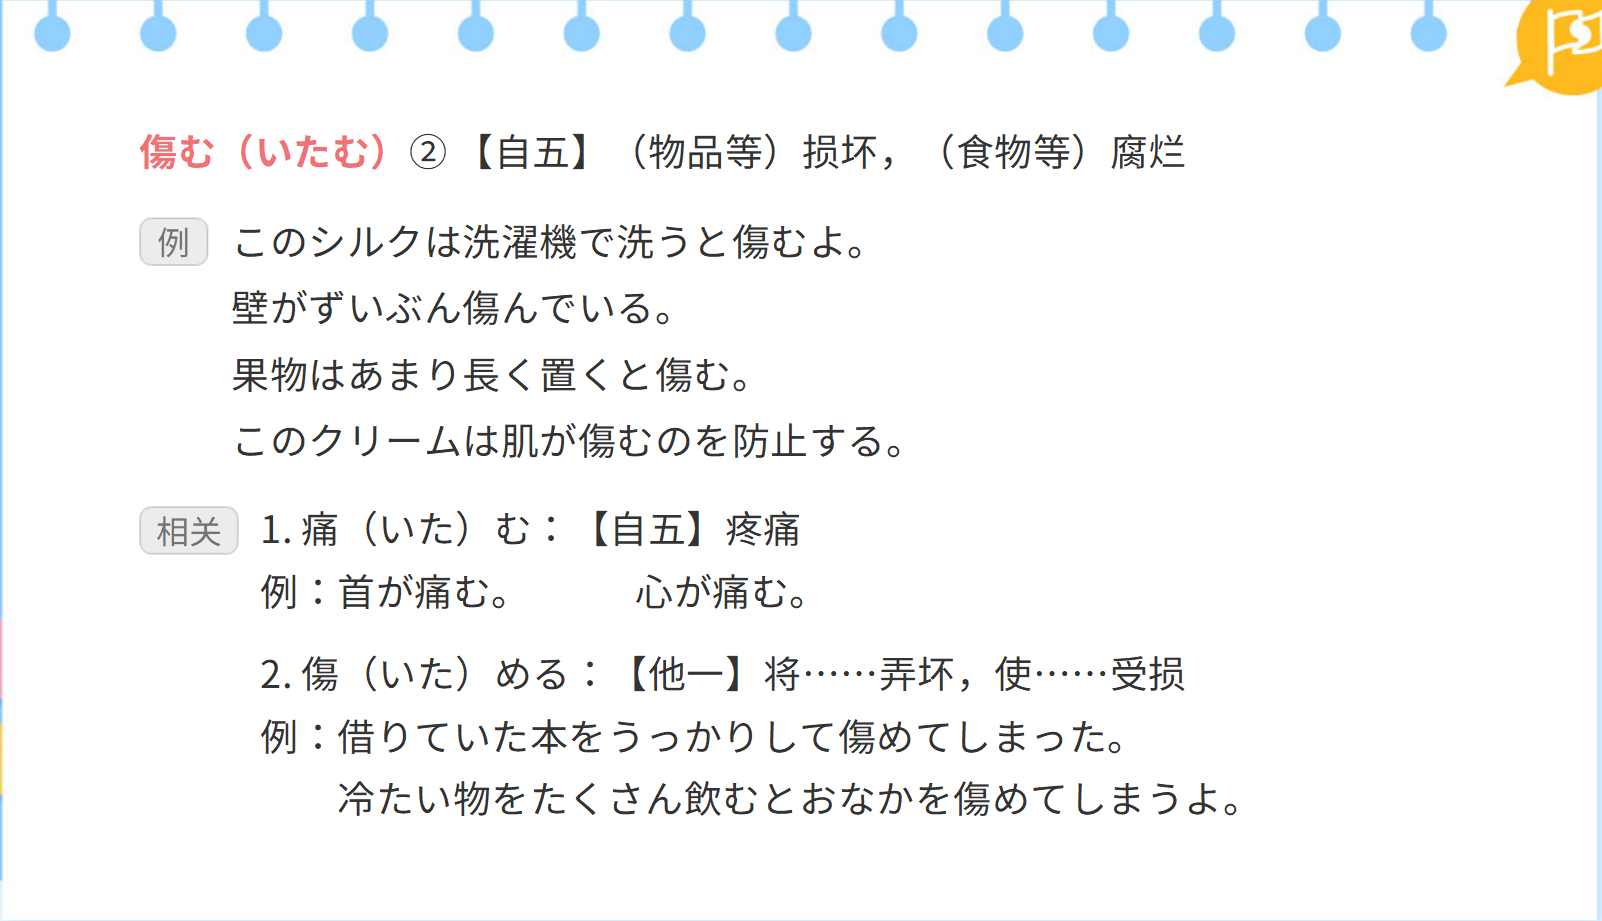 傷む（いたむ）② 【自五】（物品等）损坏，（食物等）腐烂
例 このシルクは洗濯機で洗うと傷むよ。
壁がずいぶん傷んでいる。
果物はあまり長く置くと傷む。
このクリームは肌が傷むのを防止する。
相关 1. 痛（いた）む：【自五】疼痛
例：首が痛む。 心が痛む。
2. 傷（いた）める：【他一】将……弄坏，使……受损
例：借りていた本をうっかりして傷めてしまった。
冷たい物をたくさん飲むとおなかを傷めてしまうよ。